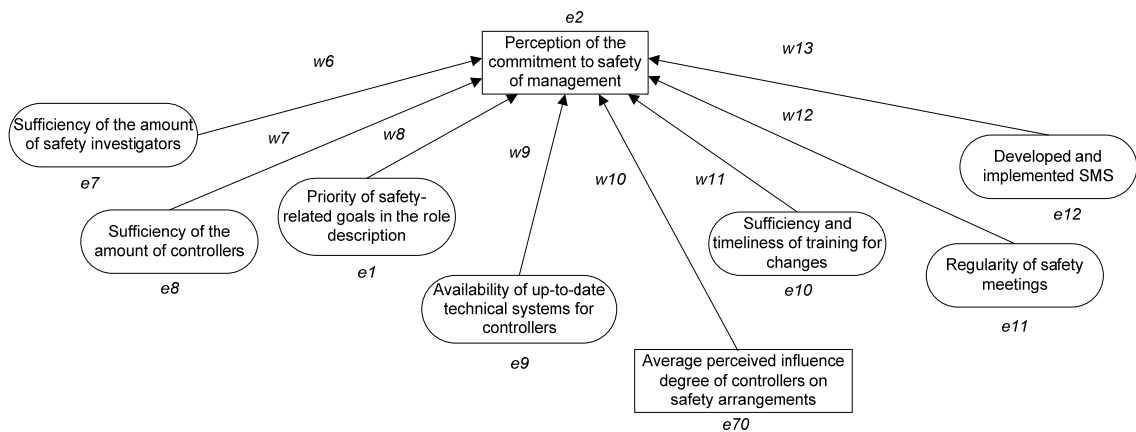 e2
Perception of the
commitment to safety
of management
w13
w6
w12
Sufficiency of the amount
of safety investigators
e7
w7
w8
w9
w10
w11
Developed and
implemented SMS
e12
Priority of safety-
related goals in the role
description
e1
Sufficiency of the
amount of controllers
e8
Sufficiency and
timeliness of training for
changes
e10
Regularity of safety
meetings
e11
Availability of up-to-date
technical systems for
controllers
e9
Average perceived influence
degree of controllers on
safety arrangements
e70